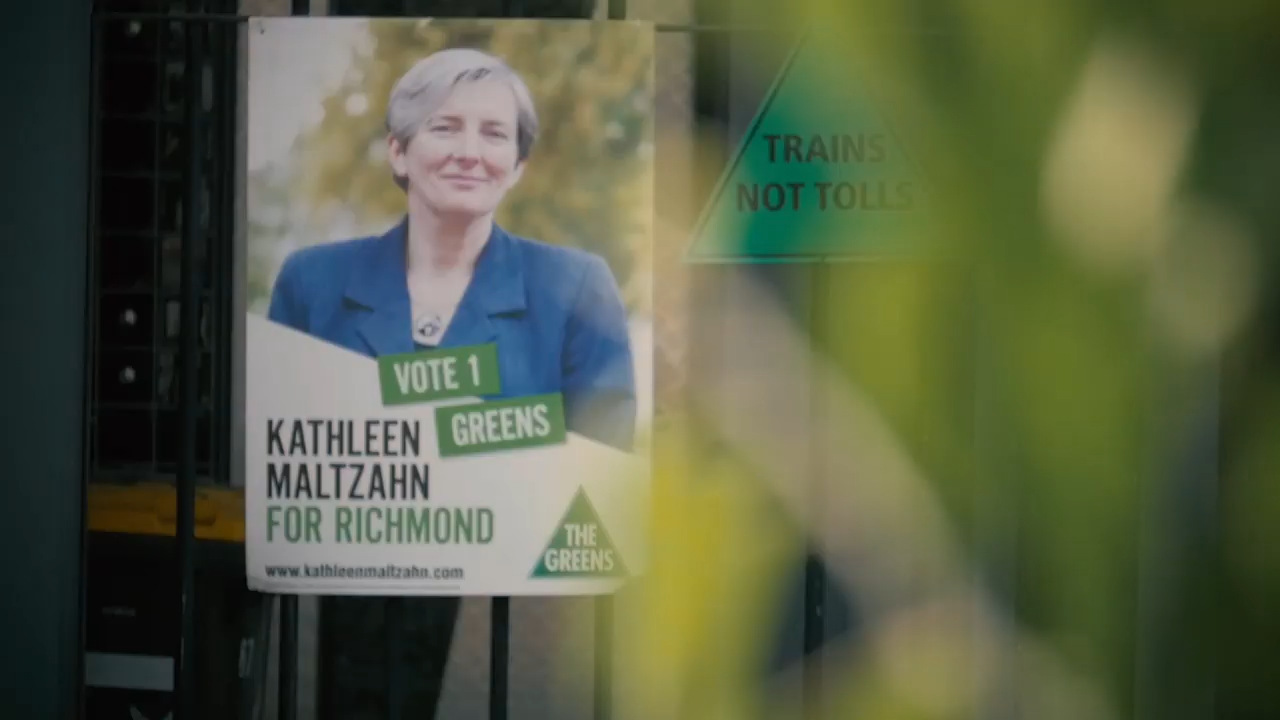 TRAINS
NOT TOLLS
VOTE 1
GREENS
KATHLEEN
MALTZAHN
FOR RICHMOND
www.kathleenmaltzahn.com
THE
GREENS